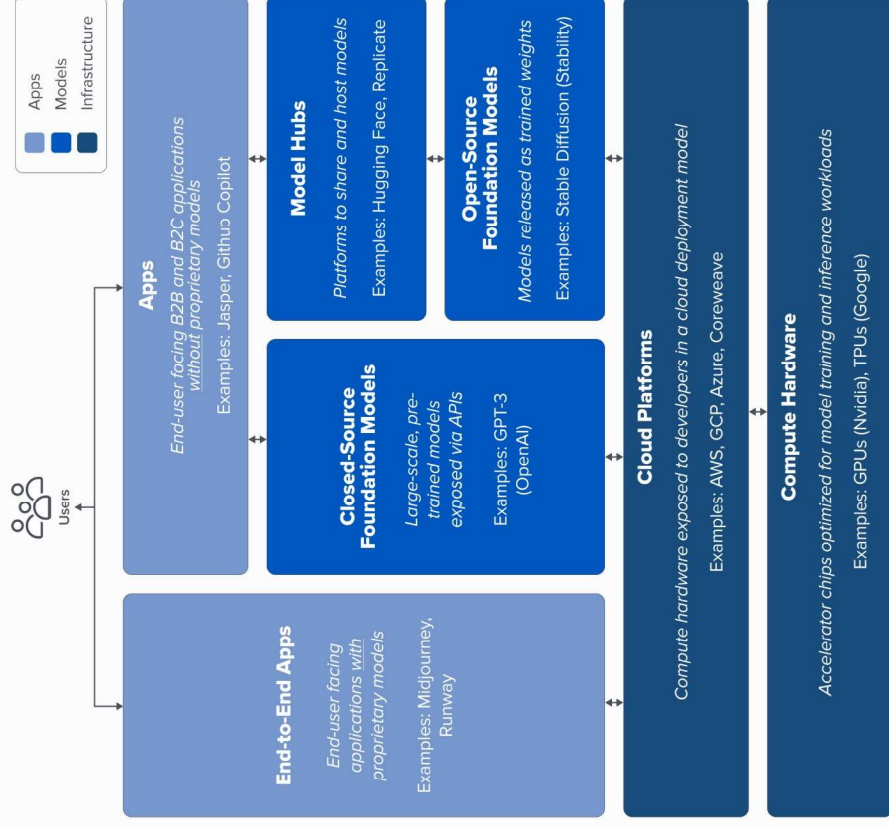 Apps
Models
Infrastructure
Users
End-to-End Apps
End-user facing
applications with
proprietary models
Examples: Midjourney,
Runway
Apps
End-user facing B2B and B2C applications
without proprietary models
Examples: Jasper, Github Copilot
Closed-Source
Foundation Models
Large-scale, pre-
trained models
exposed via APIs
Examples: GPT-3
(OpenAI)
Model Hubs
Platforms to share and host models
Examples: Hugging Face, Replicate
Open-Source
Foundation Models
Models released as trained weights
Examples: Stable Diffusion (Stability)
Cloud Platforms
Compute hardware exposed to developers in a cloud deployment model
Examples: AWS, GCP, Azure, Coreweave
Compute Hardware
Accelerator chips optimized for model training and inference workloads
Examples: GPUs (Nvidia), TPUs (Google)